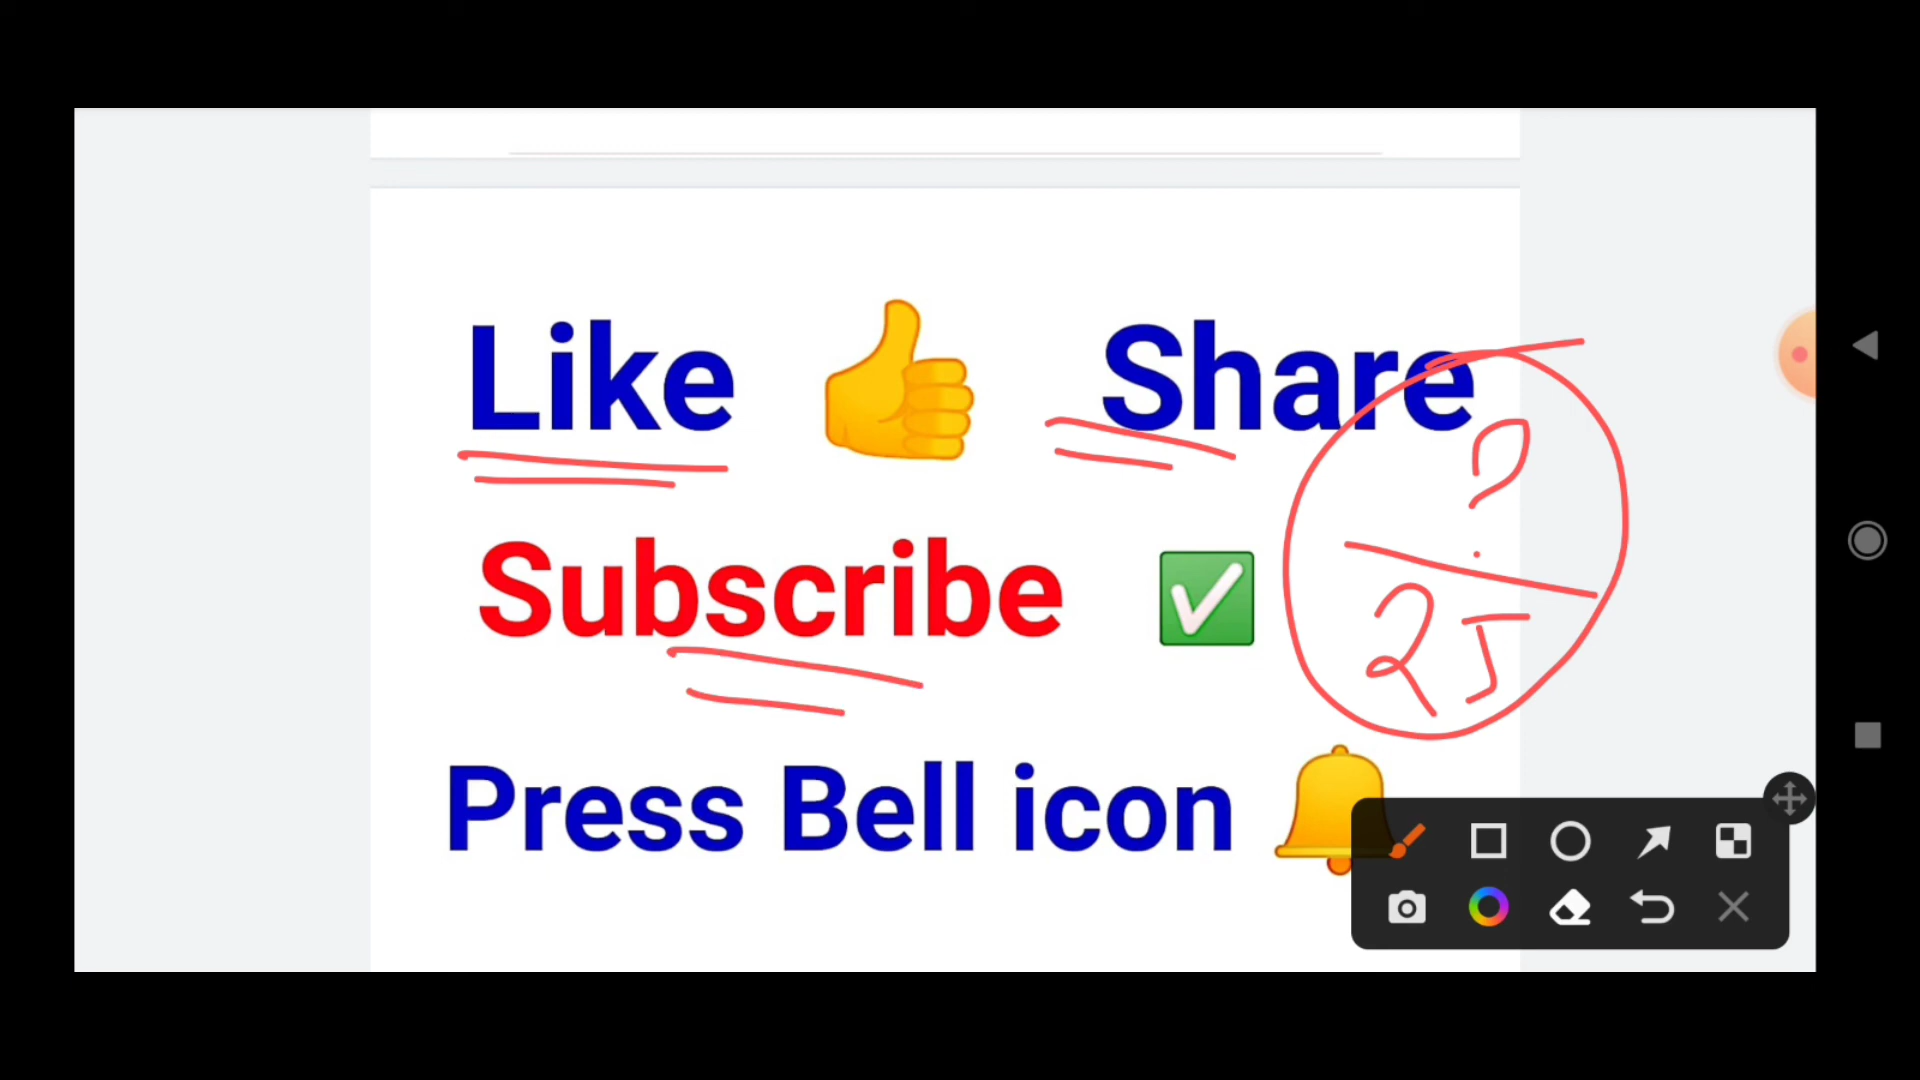 Like 👍 Share
Subscribe ✅
Press Bell icon 🔔
?
25